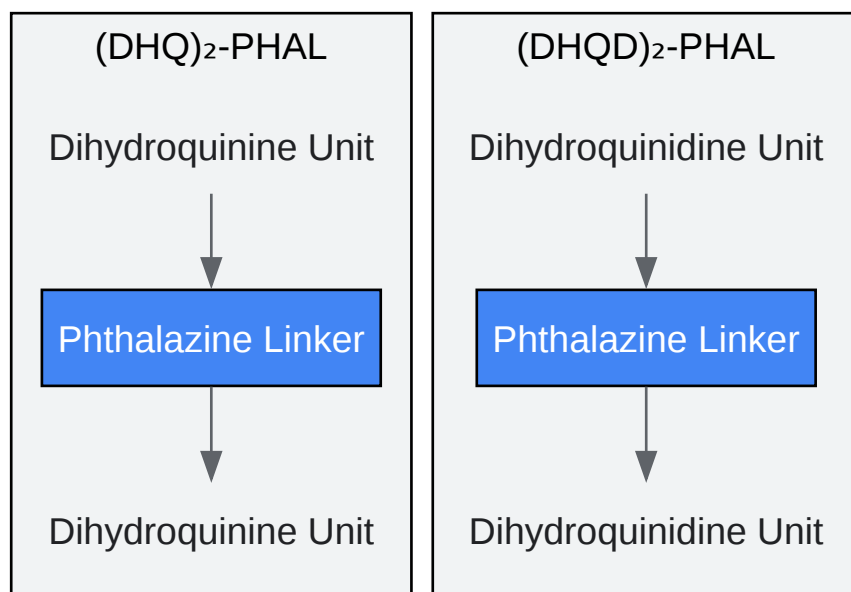 (DHQ)₂-PHAL
Dihydroquinine Unit
Phthalazine Linker
Dihydroquinine Unit
(DHQD)₂-PHAL
Dihydroquinidine Unit
Phthalazine Linker
Dihydroquinidine Unit